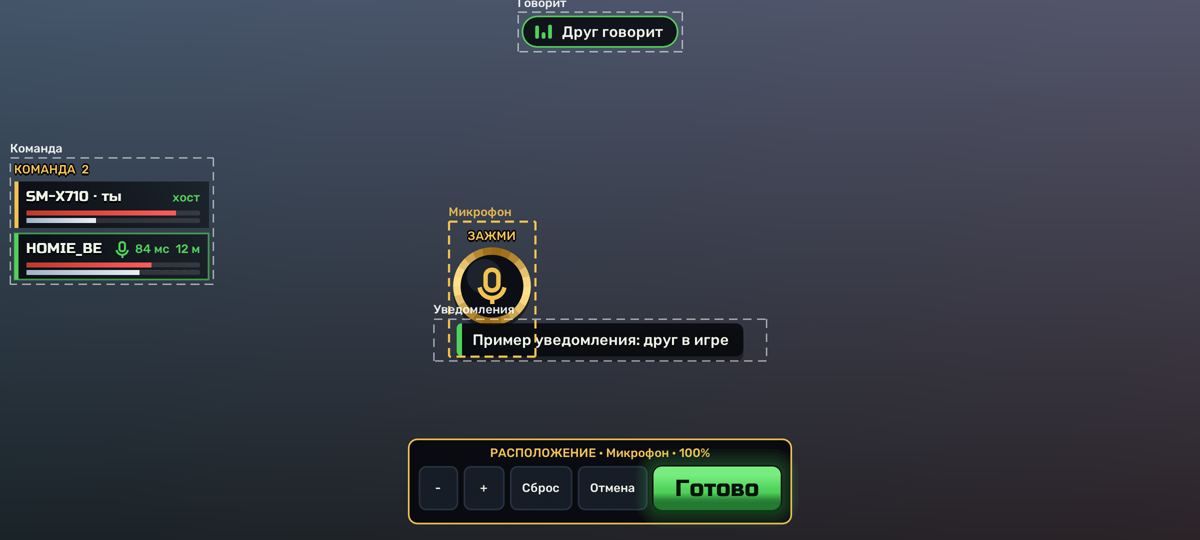 Говорит
Друг говорит
Команда
КОМАНДА 2
SM-X710 · ты
хост
HOMIE_BE
84 мс 12 м
Микрофон
ЗАЖМИ
Уведомления
Пример уведомления: друг в игре
РАСПОЛОЖЕНИЕ • Микрофон • 100%
- + Сброс Отмена Готово